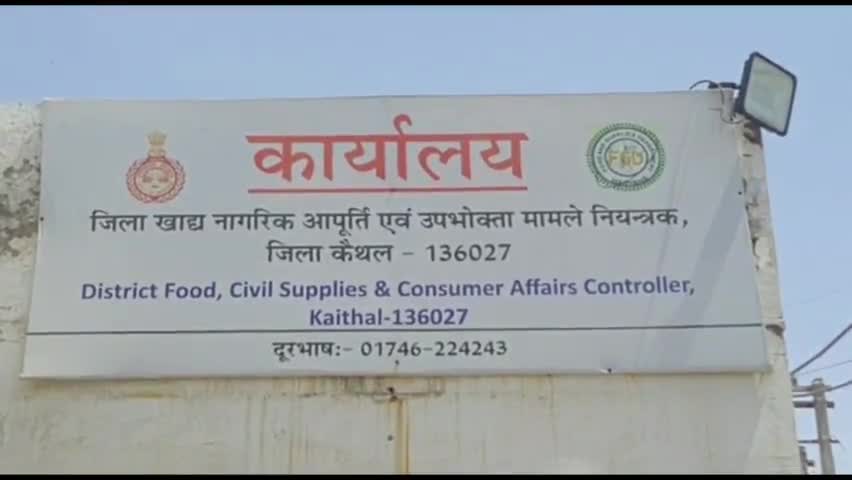 कार्यालय
जिला खाद्य नागरिक आपूर्ति एवं उपभोक्ता मामले नियन्त्रक,
जिला कैथल - 136027
District Food, Civil Supplies & Consumer Affairs Controller,
Kaithal-136027
दूरभाष:- 01746-224243